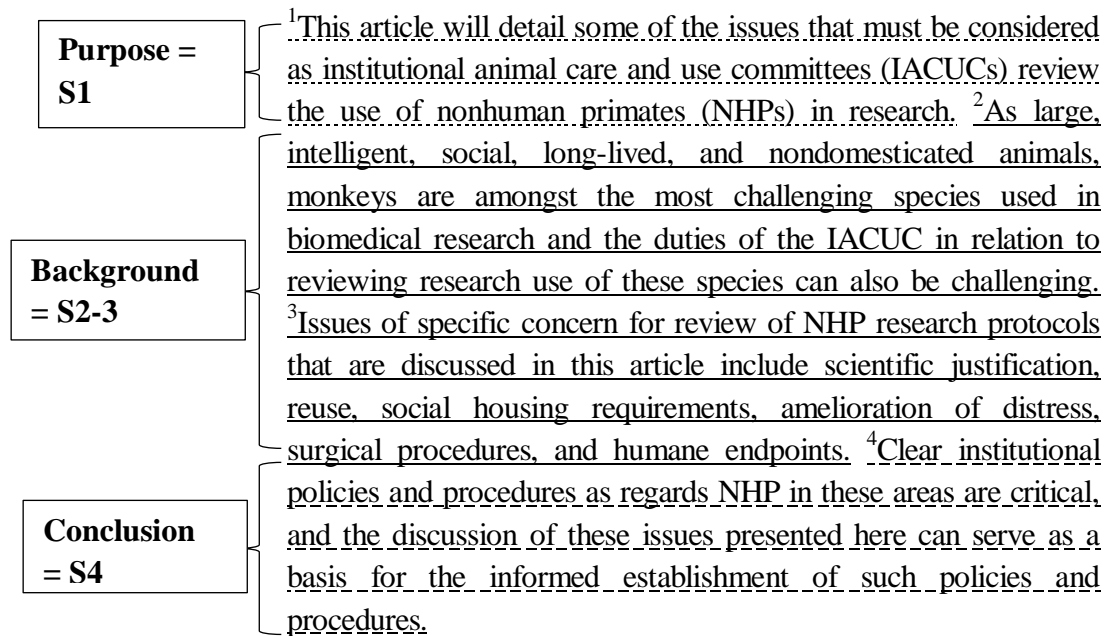 Purpose =
S1
¹This article will detail some of the issues that must be considered
as institutional animal care and use committees (IACUCs) review
the use of nonhuman primates (NHPs) in research. ²As large,
intelligent, social, long-lived, and nondomesticated animals,
monkeys are amongst the most challenging species used in
biomedical research and the duties of the IACUC in relation to
reviewing research use of these species can also be challenging.
Background
= S2-3
³Issues of specific concern for review of NHP research protocols
that are discussed in this article include scientific justification,
reuse, social housing requirements, amelioration of distress,
surgical procedures, and humane endpoints. ⁴Clear institutional
policies and procedures as regards NHP in these areas are critical,
and the discussion of these issues presented here can serve as a
basis for the informed establishment of such policies and
procedures.
Conclusion
= S4